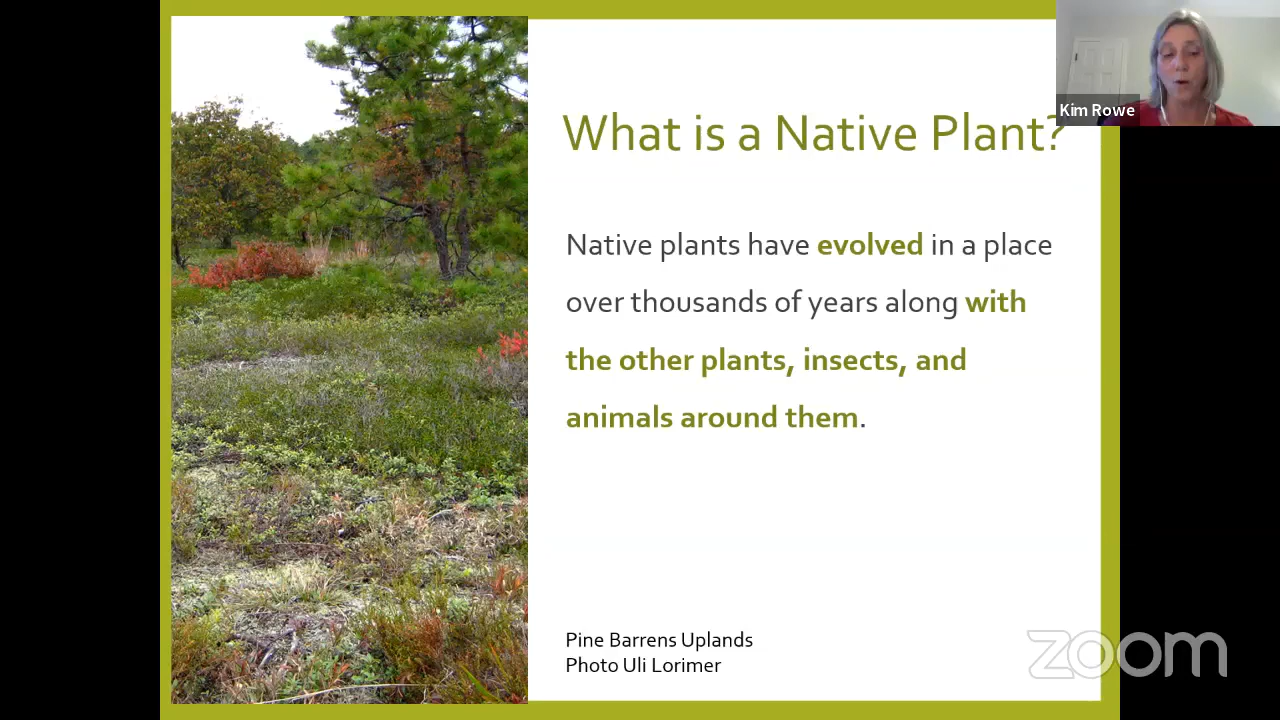 Kim Rowe
What is a Native Plant?
Native plants have evolved in a place
over thousands of years along with
the other plants, insects, and
animals around them.
Pine Barrens Uplands
Photo Uli Lorimer
zoom